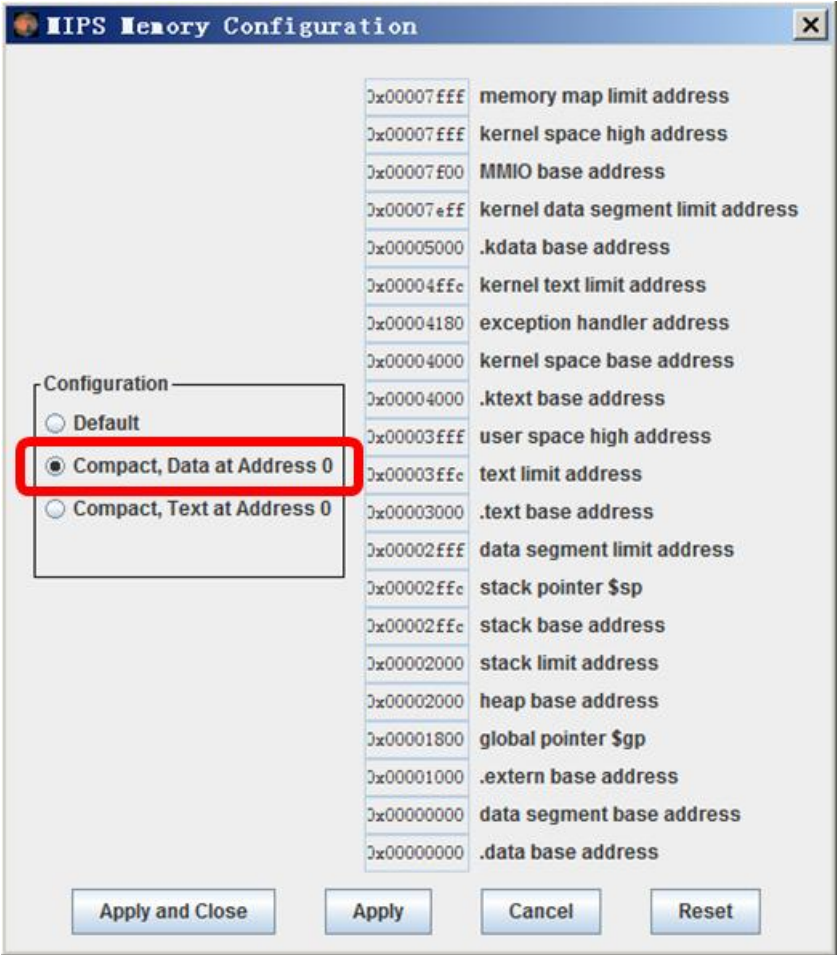 MIPS Memory Configuration
0x00007fff memory map limit address
0x00007fff kernel space high address
0x00007f00 MMIO base address
0x00007eff kernel data segment limit address
0x00005000 .kdata base address
0x00004ffc kernel text limit address
0x00004180 exception handler address
0x00004000 kernel space base address
0x00004000 .ktext base address
0x00003fff user space high address
0x00003ffc text limit address
0x00003000 .text base address
0x00002fff data segment limit address
0x00002ffc stack pointer $sp
0x00002ffc stack base address
0x00002000 stack limit address
0x00002000 heap base address
0x00001800 global pointer $gp
0x00001000 .extern base address
0x00000000 data segment base address
0x00000000 .data base address
Configuration
Default
Compact, Data at Address 0
Compact, Text at Address 0
Apply and Close Apply Cancel Reset